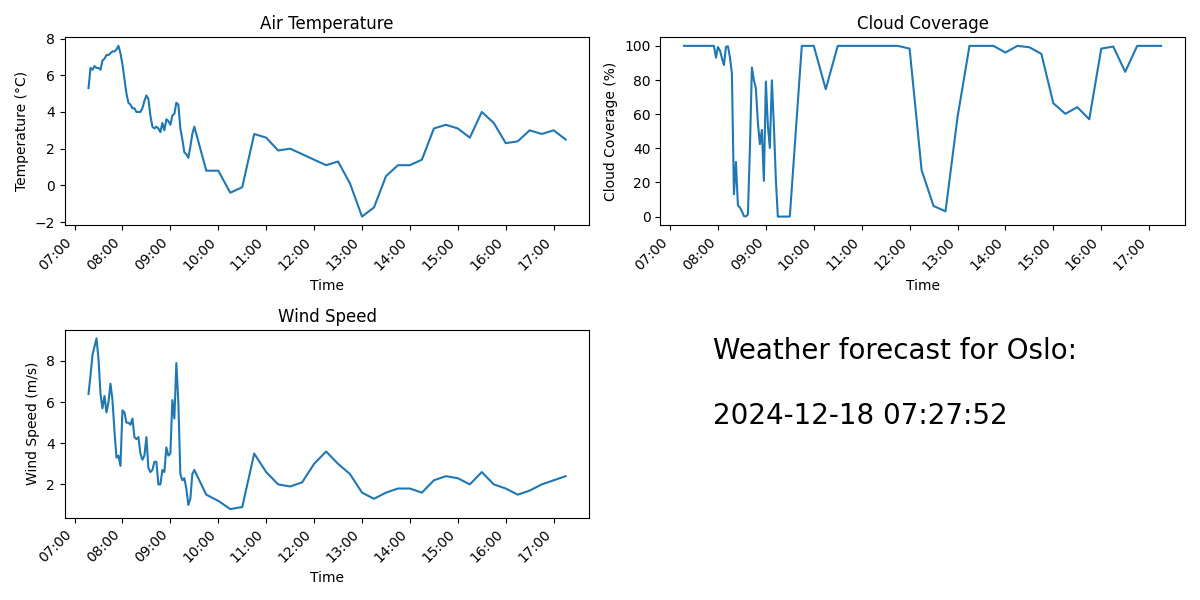 Air Temperature
Temperature (°C)
8
6
4
2
0
−2
07:00 08:00 09:00 10:00 11:00 12:00 13:00 14:00 15:00 16:00 17:00
Time
Cloud Coverage
Cloud Coverage (%)
100
80
60
40
20
0
07:00 08:00 09:00 10:00 11:00 12:00 13:00 14:00 15:00 16:00 17:00
Time
Wind Speed
Wind Speed (m/s)
8
6
4
2
07:00 08:00 09:00 10:00 11:00 12:00 13:00 14:00 15:00 16:00 17:00
Time
Weather forecast for Oslo:
2024-12-18 07:27:52